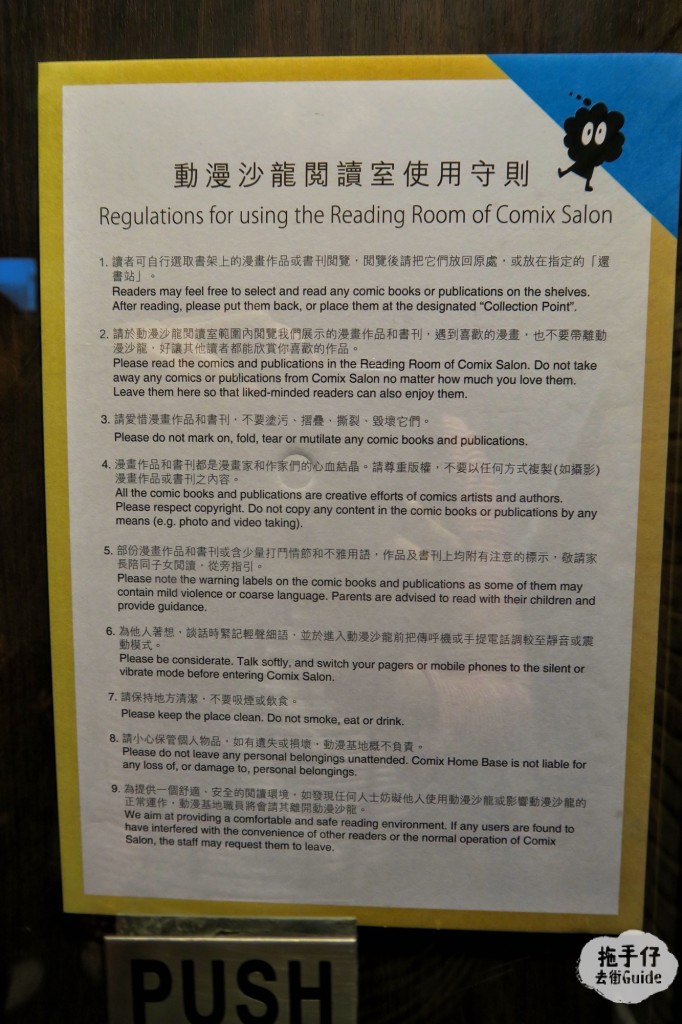 動漫沙龍閱讀室使用守則
Regulations for using the Reading Room of Comix Salon
1. 讀者可自行選取書架上的漫畫作品或書刊閱覽，閱覽後請把它們放回原處，或放在指定的「還
書站」。
Readers may feel free to select and read any comic books or publications on the shelves.
After reading, please put them back, or place them at the designated “Collection Point”.
2. 請於動漫沙龍閱讀室範圍內閱覽我們展示的漫畫作品和書刊，遇到喜歡的漫畫，也不要帶離動
漫沙龍，好讓其他讀者都能欣賞你喜歡的作品。
Please read the comics and publications in the Reading Room of Comix Salon. Do not take
away any comics or publications from Comix Salon no matter how much you love them.
Leave them here so that liked-minded readers can also enjoy them.
3. 請愛惜漫畫作品和書刊，不要塗污、摺疊、撕裂、毀壞它們。
Please do not mark on, fold, tear or mutilate any comic books and publications.
4. 漫畫作品和書刊都是漫畫家和作家們的心血結晶。請尊重版權，不要以任何方式複製(如攝影)
漫畫作品或書刊之內容。
All the comic books and publications are creative efforts of comics artists and authors.
Please respect copyright. Do not copy any content in the comic books or publications by any
means (e.g. photo and video taking).
5. 部份漫畫作品和書刊或含少量打鬥情節和不雅用語，作品及書刊上均附有注意的標示，敬請家
長陪同子女閱讀，從旁指引。
Please note the warning labels on the comic books and publications as some of them may
contain mild violence or coarse language. Parents are advised to read with their children and
provide guidance.
6. 為他人著想，談話時緊記輕聲細語，並於進入動漫沙龍前把傳呼機或手提電話調較至靜音或震
動模式。
Please be considerate. Talk softly, and switch your pagers or mobile phones to the silent or
vibrate mode before entering Comix Salon.
7. 請保持地方清潔，不要吸煙或飲食。
Please keep the place clean. Do not smoke, eat or drink.
8. 請小心保管個人物品，如有遺失或損壞，動漫基地概不負責。
Please do not leave any personal belongings unattended. Comix Home Base is not liable for
any loss of, or damage to, personal belongings.
9. 為提供一個舒適、安全的閱讀環境，如發現任何人士妨礙他人使用動漫沙龍或影響動漫沙龍的
正常運作，動漫基地職員將會請其離開動漫沙龍。
We aim at providing a comfortable and safe reading environment. If any users are found to
have interfered with the convenience of other readers or the normal operation of Comix
Salon, the staff may request them to leave.
PUSH
拖手仔
去街Guide